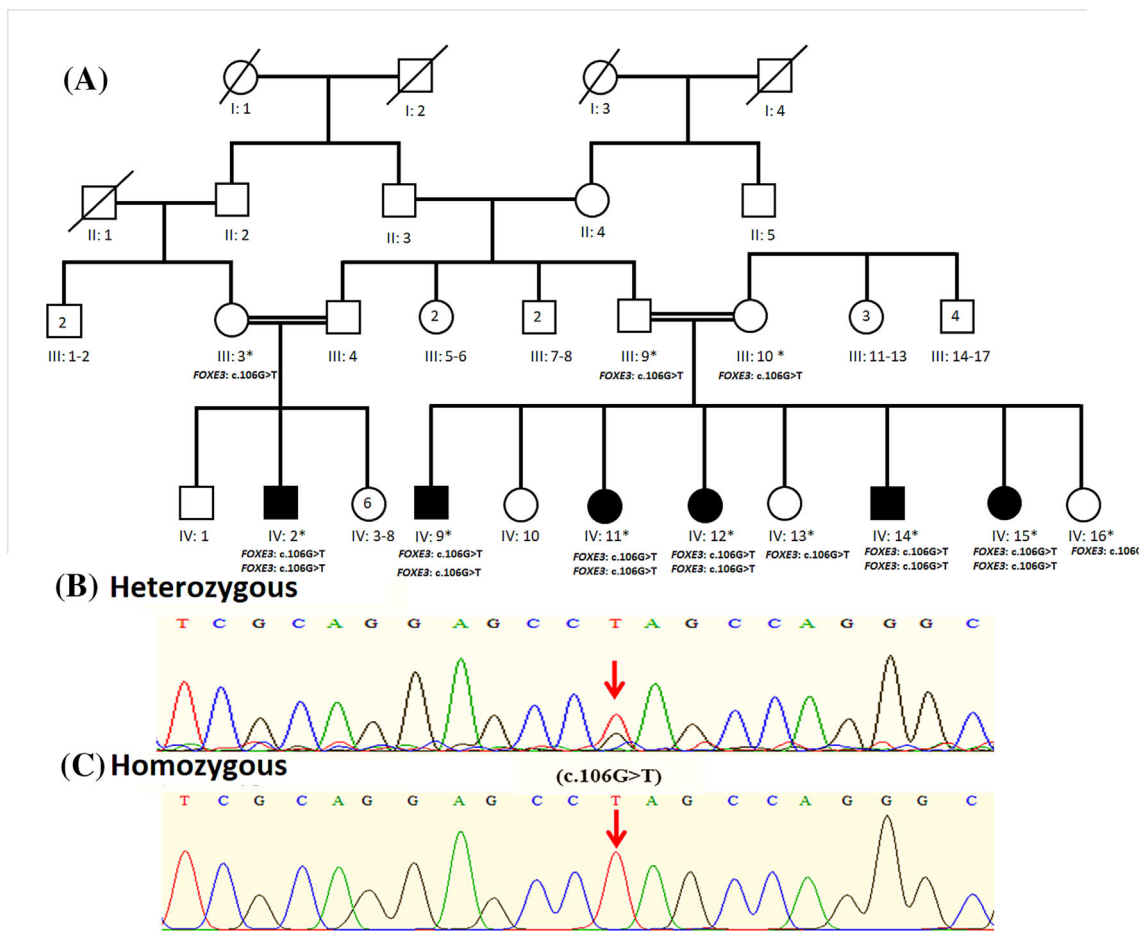 (A)
I: 1
I: 2
I: 3
I: 4
II: 1
II: 2
II: 3
II: 4
II: 5
2 2 2 3 4
III: 1-2 III: 3* III: 4 III: 5-6 III: 7-8 III: 9* III: 10 * III: 11-13 III: 14-17
FOXE3: c.106G>T FOXE3: c.106G>T FOXE3: c.106G>T
6
IV: 1 IV: 2* IV: 3-8 IV: 9* IV: 10 IV: 11* IV: 12* IV: 13* IV: 14* IV: 15* IV: 16*
FOXE3: c.106G>T FOXE3: c.106G>T FOXE3: c.106G>T FOXE3: c.106G>T FOXE3: c.106G>T FOXE3: c.106G>T FOXE3: c.106G>T FOXE3: c.106G
FOXE3: c.106G>T FOXE3: c.106G>T FOXE3: c.106G>T FOXE3: c.106G>T FOXE3: c.106G>T FOXE3: c.106G>T
(B) Heterozygous
T C G C A G G A G C C T A G C C A G G G C
(C) Homozygous
(c.106G>T)
T C G C A G G A G C C T A G C C A G G G C